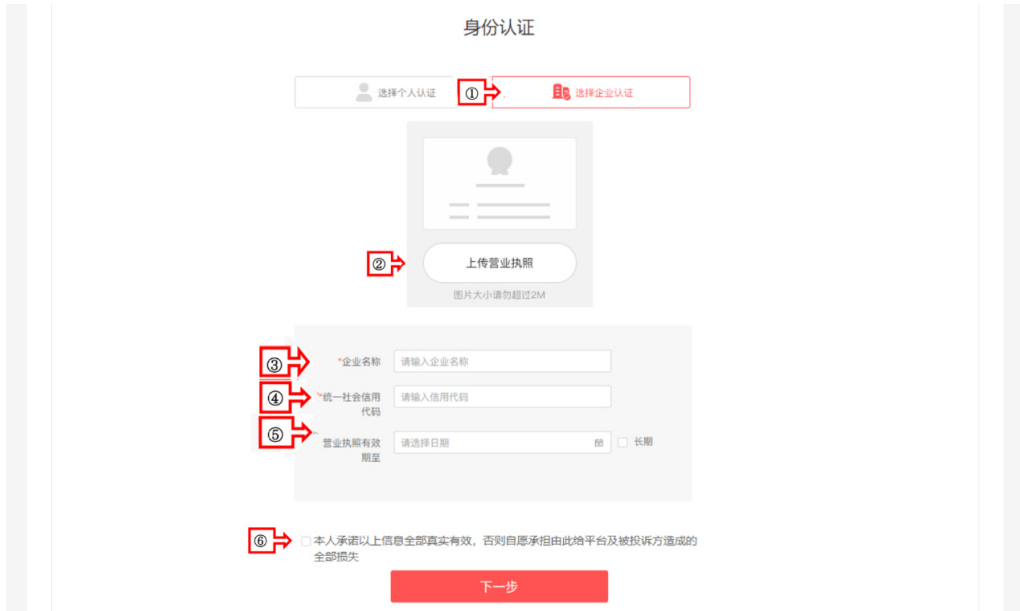 身份认证
选择个人认证 ① 选择企业认证
② 上传营业执照
图片大小请勿超过2M
③ *企业名称 请输入企业名称
④ *统一社会信用 请输入信用代码
代码
⑤
营业执照有效 请选择日期 长期
期至
⑥ 本人承诺以上信息全部真实有效，否则自愿承担由此给平台及被投诉方造成的
全部损失
下一步